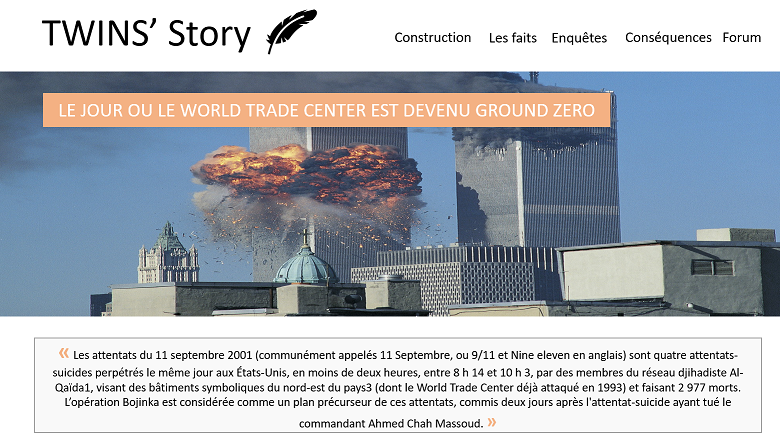 TWINS’ Story
Construction Les faits Enquêtes Conséquences Forum
LE JOUR OU LE WORLD TRADE CENTER EST DEVENU GROUND ZERO
« Les attentats du 11 septembre 2001 (communément appelés 11 Septembre, ou 9/11 et Nine eleven en anglais) sont quatre attentats-
suicides perpétrés le même jour aux États-Unis, en moins de deux heures, entre 8 h 14 et 10 h 3, par des membres du réseau djihadiste Al-
Qaïda1, visant des bâtiments symboliques du nord-est du pays3 (dont le World Trade Center déjà attaqué en 1993) et faisant 2 977 morts.
L’opération Bojinka est considérée comme un plan précurseur de ces attentats, commis deux jours après l'attentat-suicide ayant tué le
commandant Ahmed Chah Massoud. »